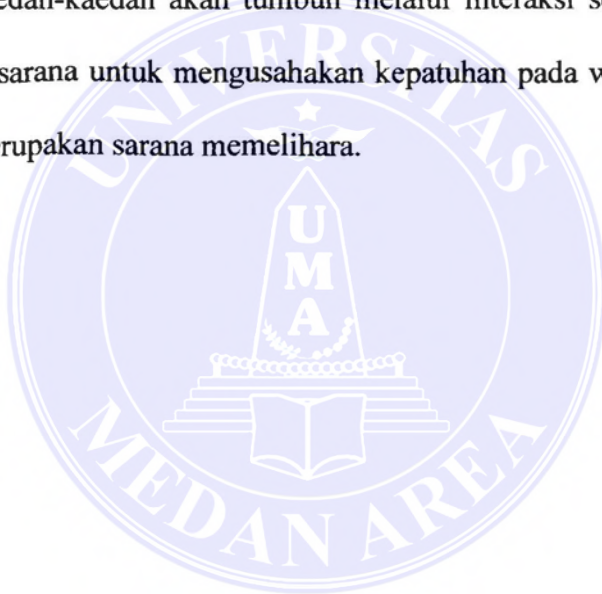 akan tumbuh melalui interaksi
sarana untuk mengusahakan kepatuhan pada
sarana memelihara.
UNIVERSITAS
U
M
A
MEDAN AREA